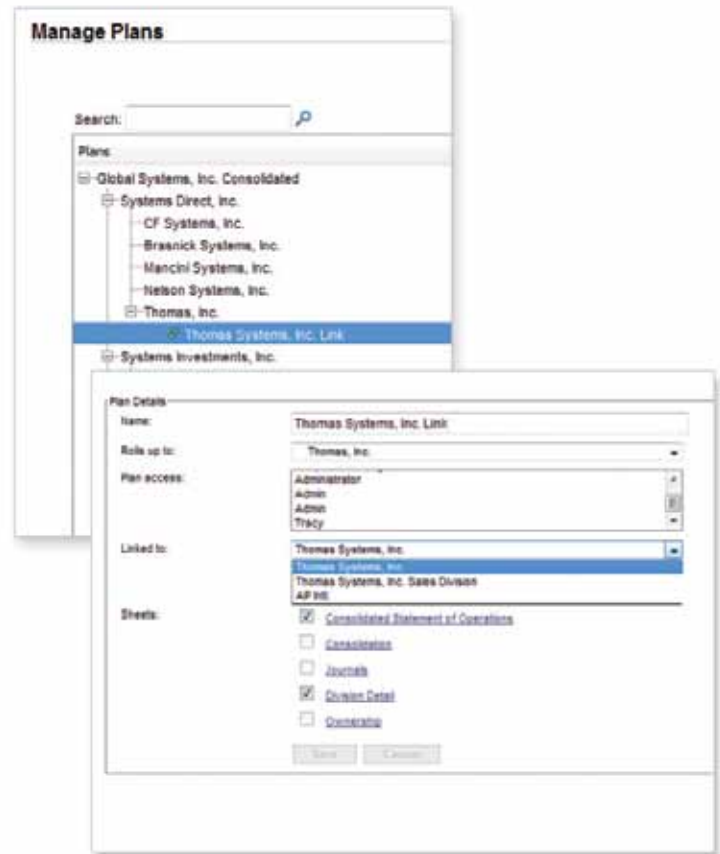 Manage Plans
Search:
Plans
Global Systems, Inc. Consolidated
Systems Direct, Inc.
CF Systems, Inc.
Brasnick Systems, Inc.
Mancini Systems, Inc.
Nelson Systems, Inc.
Thomas, Inc.
Thomas Systems, Inc. Link
Systems Investments, Inc.
Plan Details
Name: Thomas Systems, Inc. Link
Rolls up to: Thomas, Inc.
Plan access:
Administrator
Admin
Admin
Tracy
Linked to: Thomas Systems, Inc.
Thomas Systems, Inc.
Thomas Systems, Inc. Sales Division
Sheets: Consolidated Statement of Operations
Consolidation
Journals
Division Detail
Ownership
Save Cancel